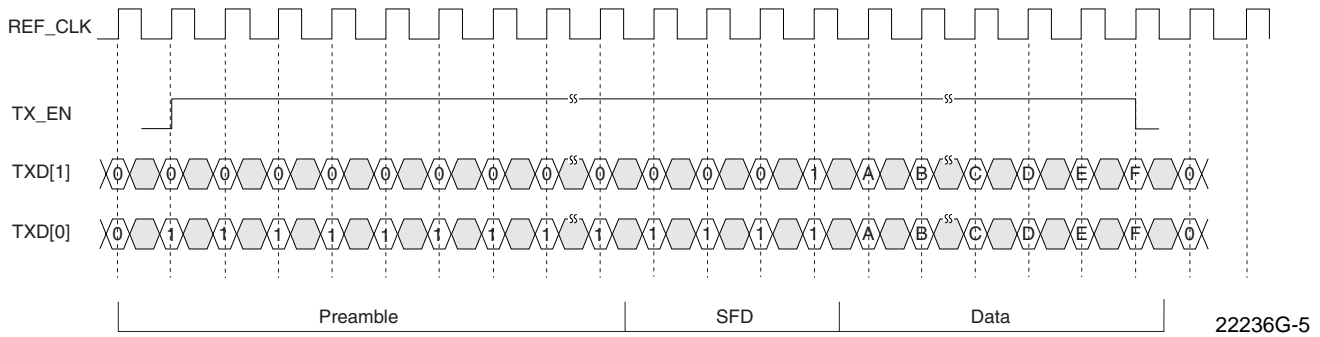 REF_CLK
TX_EN
TXD[1] 0 0 0 0 0 0 0 0 0 0 0 0 0 1 A B C D E F 0
TXD[0] 0 1 1 1 1 1 1 1 1 1 1 1 1 1 A B C D E F 0
Preamble SFD Data
22236G-5